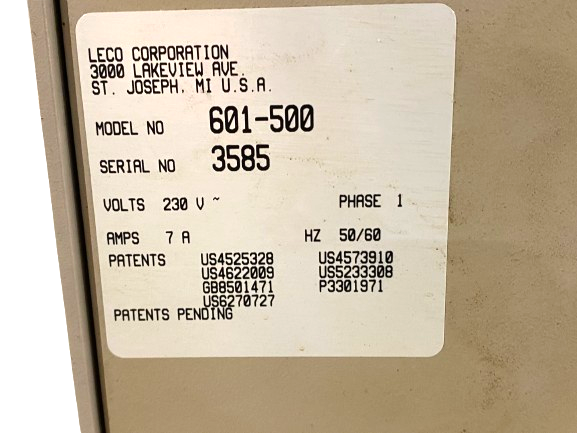 LECO CORPORATION
3000 LAKEVIEW AVE.
ST. JOSEPH, MI U.S.A.
MODEL NO 601-500
SERIAL NO 3585
VOLTS 230 V ~ PHASE 1
AMPS 7 A HZ 50/60
PATENTS US4525328 US4573910
US4622009 US5233308
GB8501471 P3301971
US6270727
PATENTS PENDING